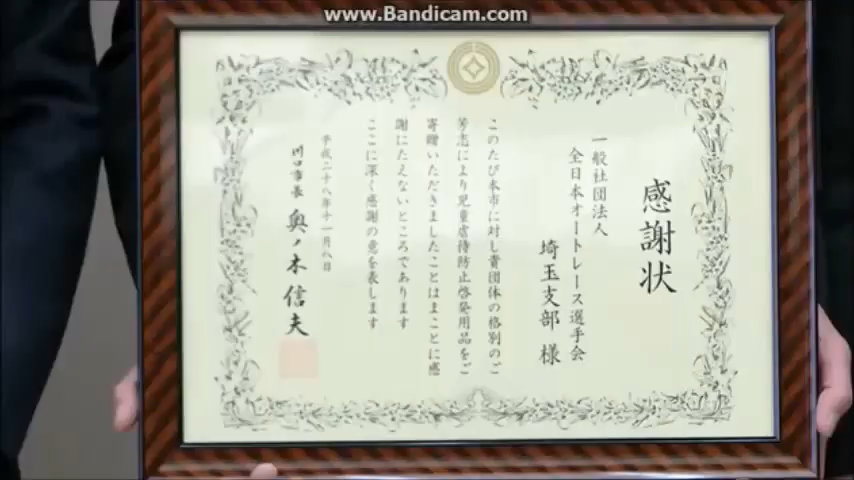 www.Bandicam.com
感謝状
一般社団法人
全日本オートレース選手会
埼玉支部 様
このたび本市に対し貴団体の格別のご
芳志により児童虐待防止啓発用品をご
寄贈いただきましたことはまことに感
謝にたえないところであります
ここに深く感謝の意を表します
平成二十八年十一月八日
川口市長 奥ノ木信夫